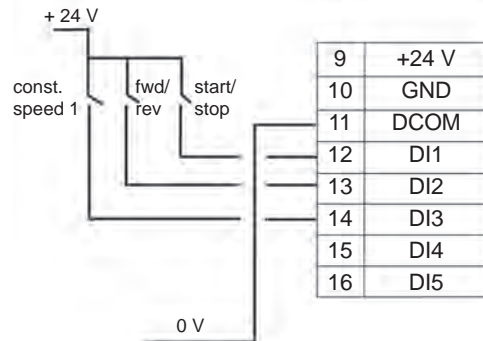 + 24 V
const.
speed 1
fwd/
rev
start/
stop
9 +24 V
10 GND
11 DCOM
12 DI1
13 DI2
14 DI3
15 DI4
16 DI5
0 V